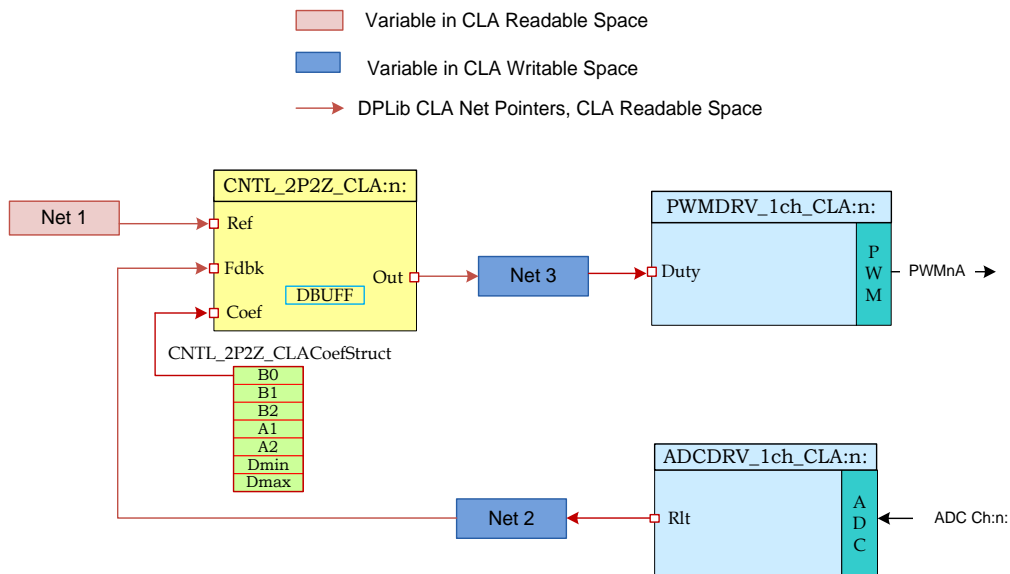 Variable in CLA Readable Space
Variable in CLA Writable Space
DPLib CLA Net Pointers, CLA Readable Space
CNTL_2P2Z_CLA:n:
Net 1
Ref
Fdbk
Out
DBUFF
Coef
Net 3
PWMDRV_1ch_CLA:n:
Duty
P
W
M
PWMnA
CNTL_2P2Z_CLACoefStruct
B0
B1
B2
A1
A2
Dmin
Dmax
Net 2
ADCDRV_1ch_CLA:n:
Rlt
A
D
C
ADC Ch:n: